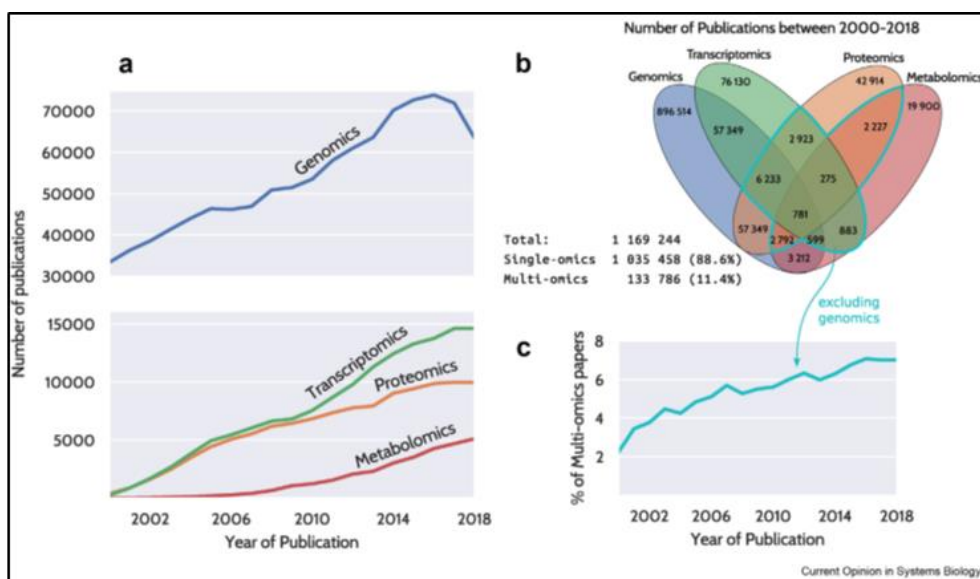 a
Number of publications
70000
60000
50000
40000
30000
Genomics
15000
10000
5000
Transcriptomics
Proteomics
Metabolomics
2002 2006 2010 2014 2018
Year of Publication
Number of Publications between 2000-2018
b
Genomics
Transcriptomics
Proteomics
Metabolomics
896 514
76 130
42 914
19 900
57 349
2 923
2 227
6 233
275
781
57 349
2 792
599
883
3 212
Total: 1 169 244
Single-omics 1 035 458 (88.6%)
Multi-omics 133 786 (11.4%)
excluding
genomics
c
% of Multi-omics papers
8
6
4
2
2002 2006 2010 2014 2018
Year of Publication
Current Opinion in Systems Biology